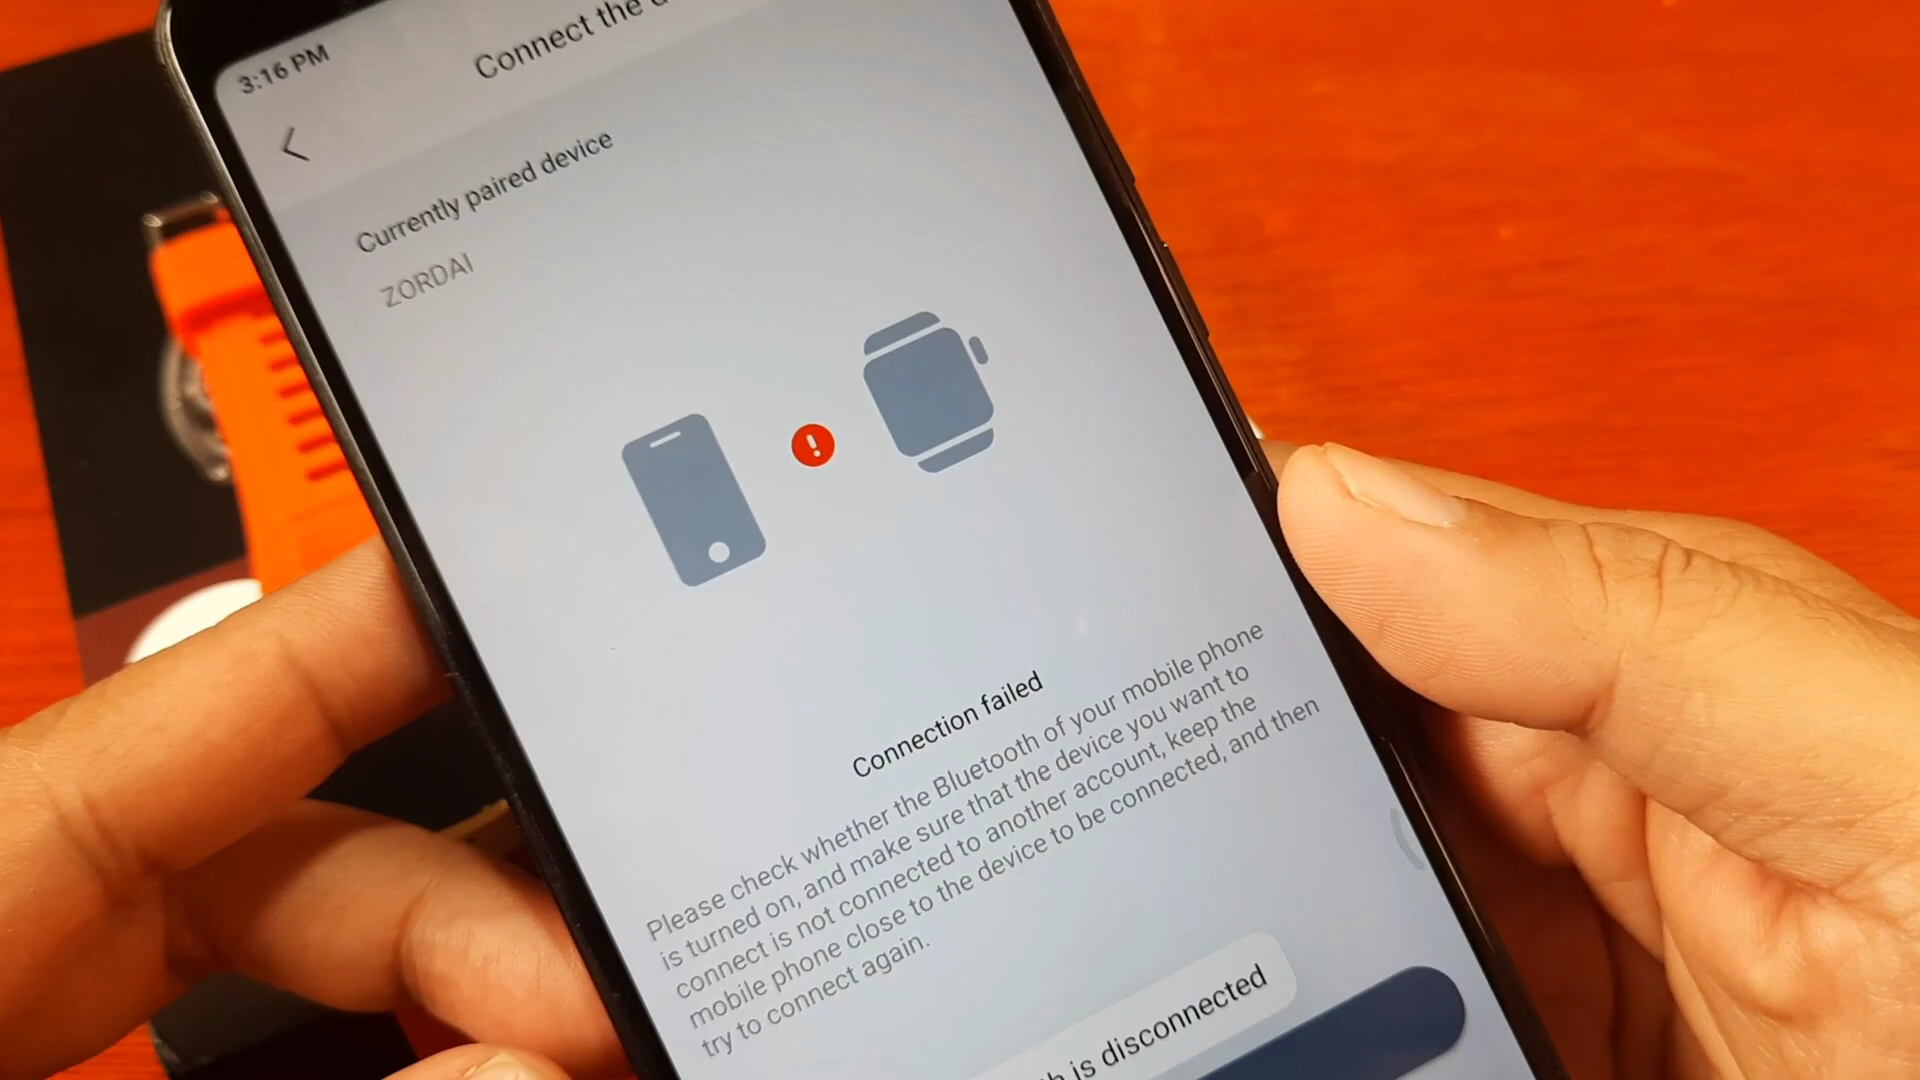 3:16 PM
Connect the
Currently paired device
ZORDAI
Connection failed
Please check whether the Bluetooth of your mobile phone
is turned on, and make sure that the device you want to
connect is not connected to another account, keep the
mobile phone close to the device to be connected, and then
try to connect again.
is disconnected